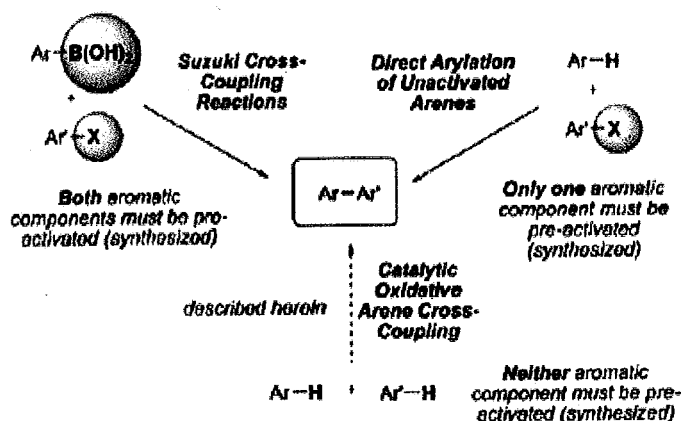 Ar-B(OH)2
+
Ar'-X
Both aromatic
components must be pre-
activated (synthesized)
Suzuki Cross-
Coupling
Reactions
Direct Arylation
of Unactivated
Arenes
Ar-H
+
Ar'-X
Only one aromatic
component must be
pre-activated
(synthesized)
Ar-Ar'
described herein
Catalytic
Oxidative
Arene Cross-
Coupling
Ar-H + Ar'-H
Neither aromatic
component must be pre-
activated (synthesized)